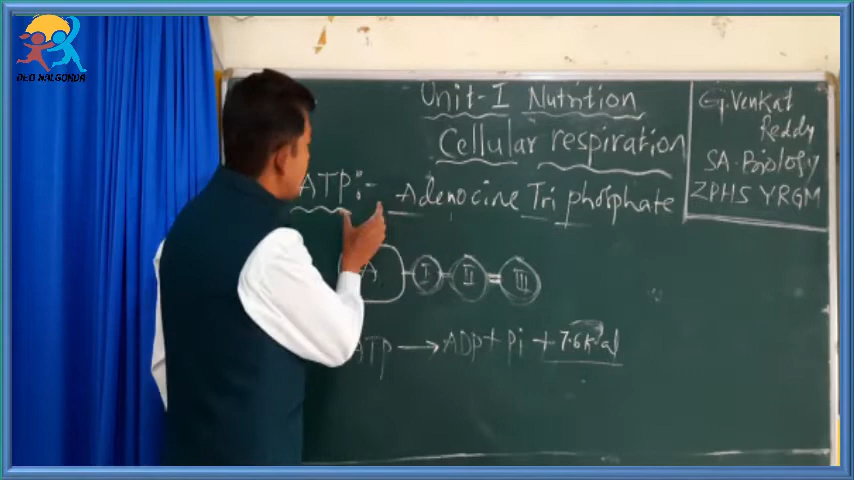 DEO NALGONDA
Unit-I Nutrition
Cellular respiration
ATP:- Adenocine Tri phosphate
A I II III
ATP → ADP + Pi + 7.6 Kcal
G. Venkat
Reddy
SA. Biology
ZPHS YRGM